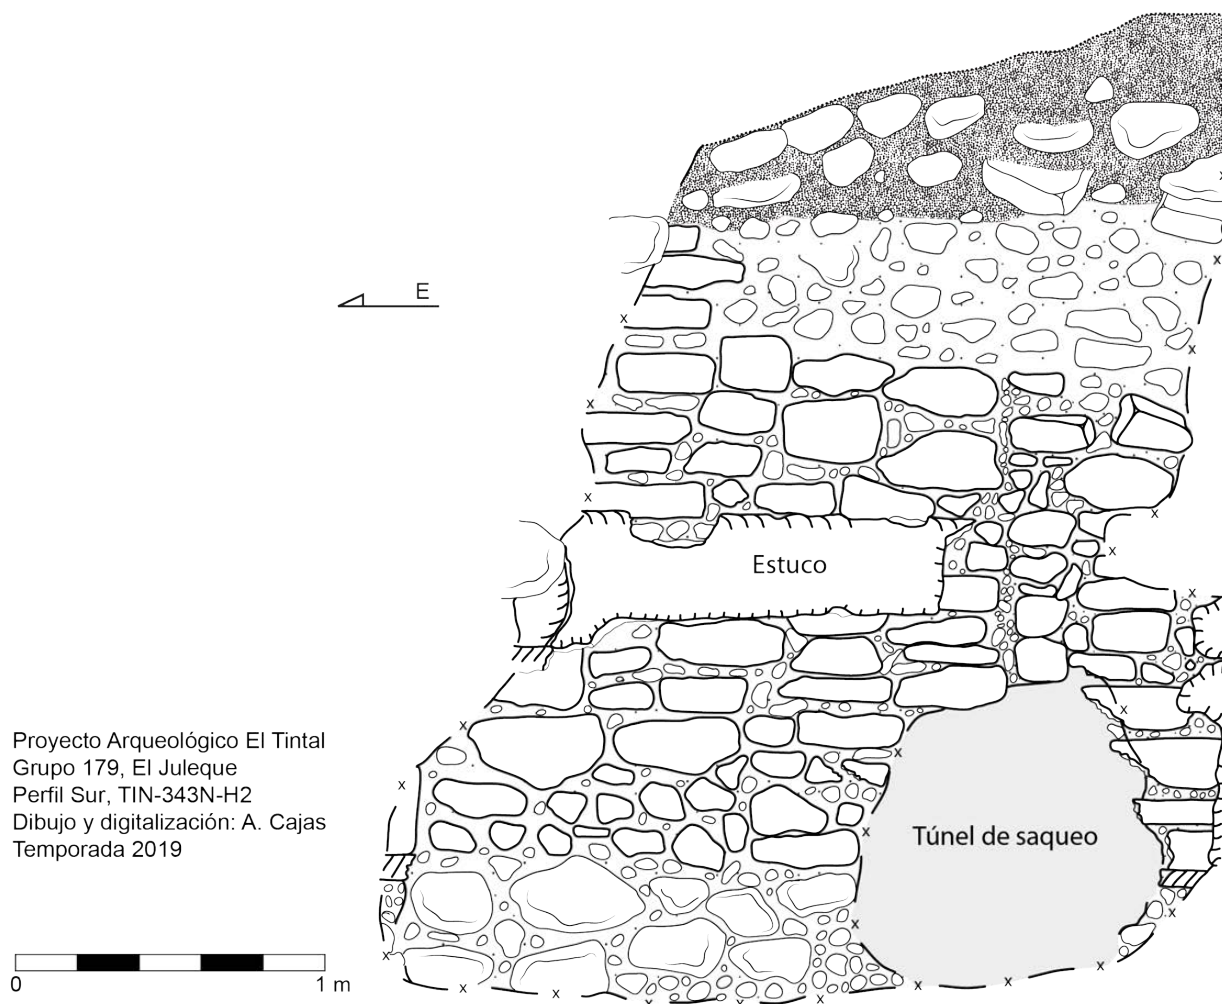 E
Estuco
Túnel de saqueo
Proyecto Arqueológico El Tintal
Grupo 179, El Juleque
Perfil Sur, TIN-343N-H2
Dibujo y digitalización: A. Cajas
Temporada 2019
0 1 m